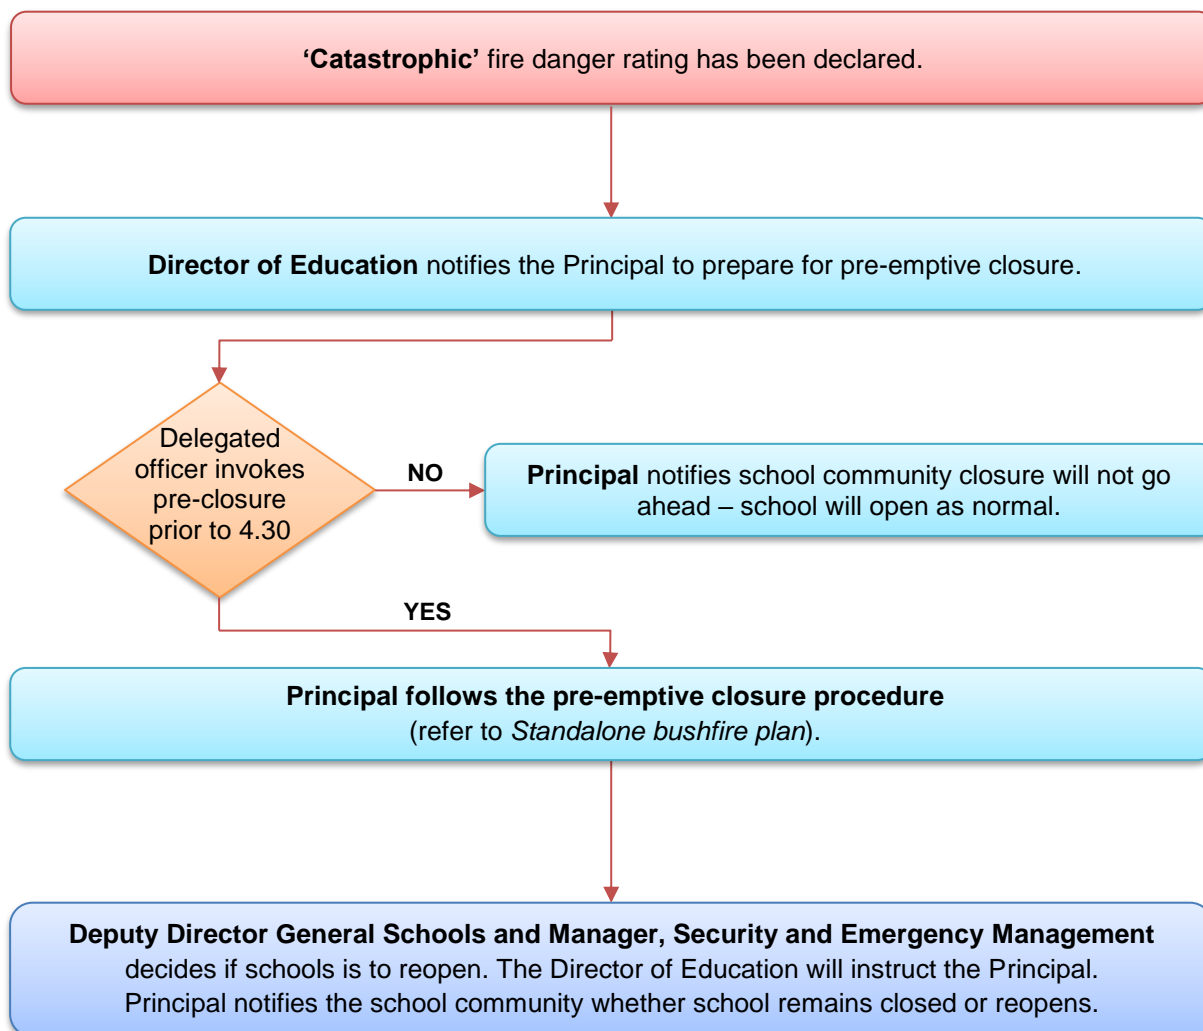 ‘Catastrophic’ fire danger rating has been declared.
Director of Education notifies the Principal to prepare for pre-emptive closure.
Delegated
officer invokes
pre-closure
prior to 4.30
NO
Principal notifies school community closure will not go
ahead – school will open as normal.
YES
Principal follows the pre-emptive closure procedure
(refer to Standalone bushfire plan).
Deputy Director General Schools and Manager, Security and Emergency Management
decides if schools is to reopen. The Director of Education will instruct the Principal.
Principal notifies the school community whether school remains closed or reopens.